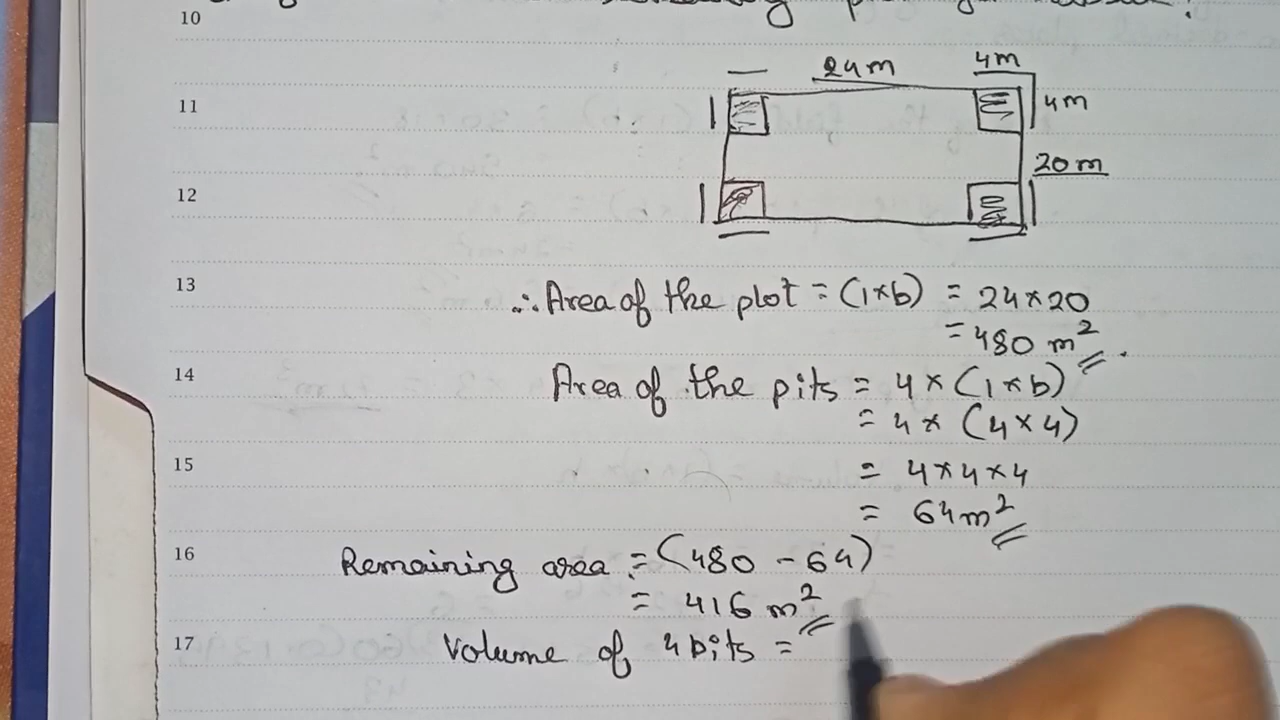 10
24m 4m
11 4m
20m
12
13 ∴ Area of the plot = (l×b) = 24×20
= 480 m²
14 Area of the pits = 4×(l×b)
= 4×(4×4)
15 = 4×4×4
= 64m²
16 Remaining area = (480 - 64)
= 416 m²
17 Volume of 4 pits =